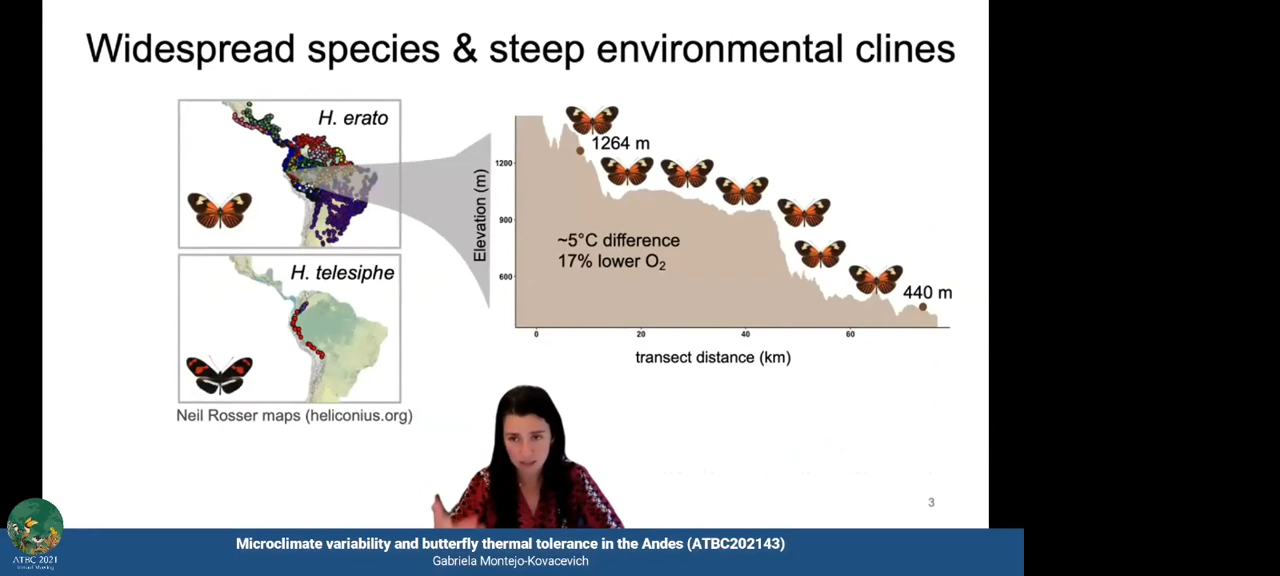 Widespread species & steep environmental clines
H. erato
H. telesiphe
Neil Rosser maps (heliconius.org)
Elevation (m)
1200
900
600
1264 m
~5°C difference
17% lower O₂
440 m
0
20
40
60
transect distance (km)
3
ATBC 2021
Microclimate variability and butterfly thermal tolerance in the Andes (ATBC202143)
Gabriela Montejo-Kovacevich